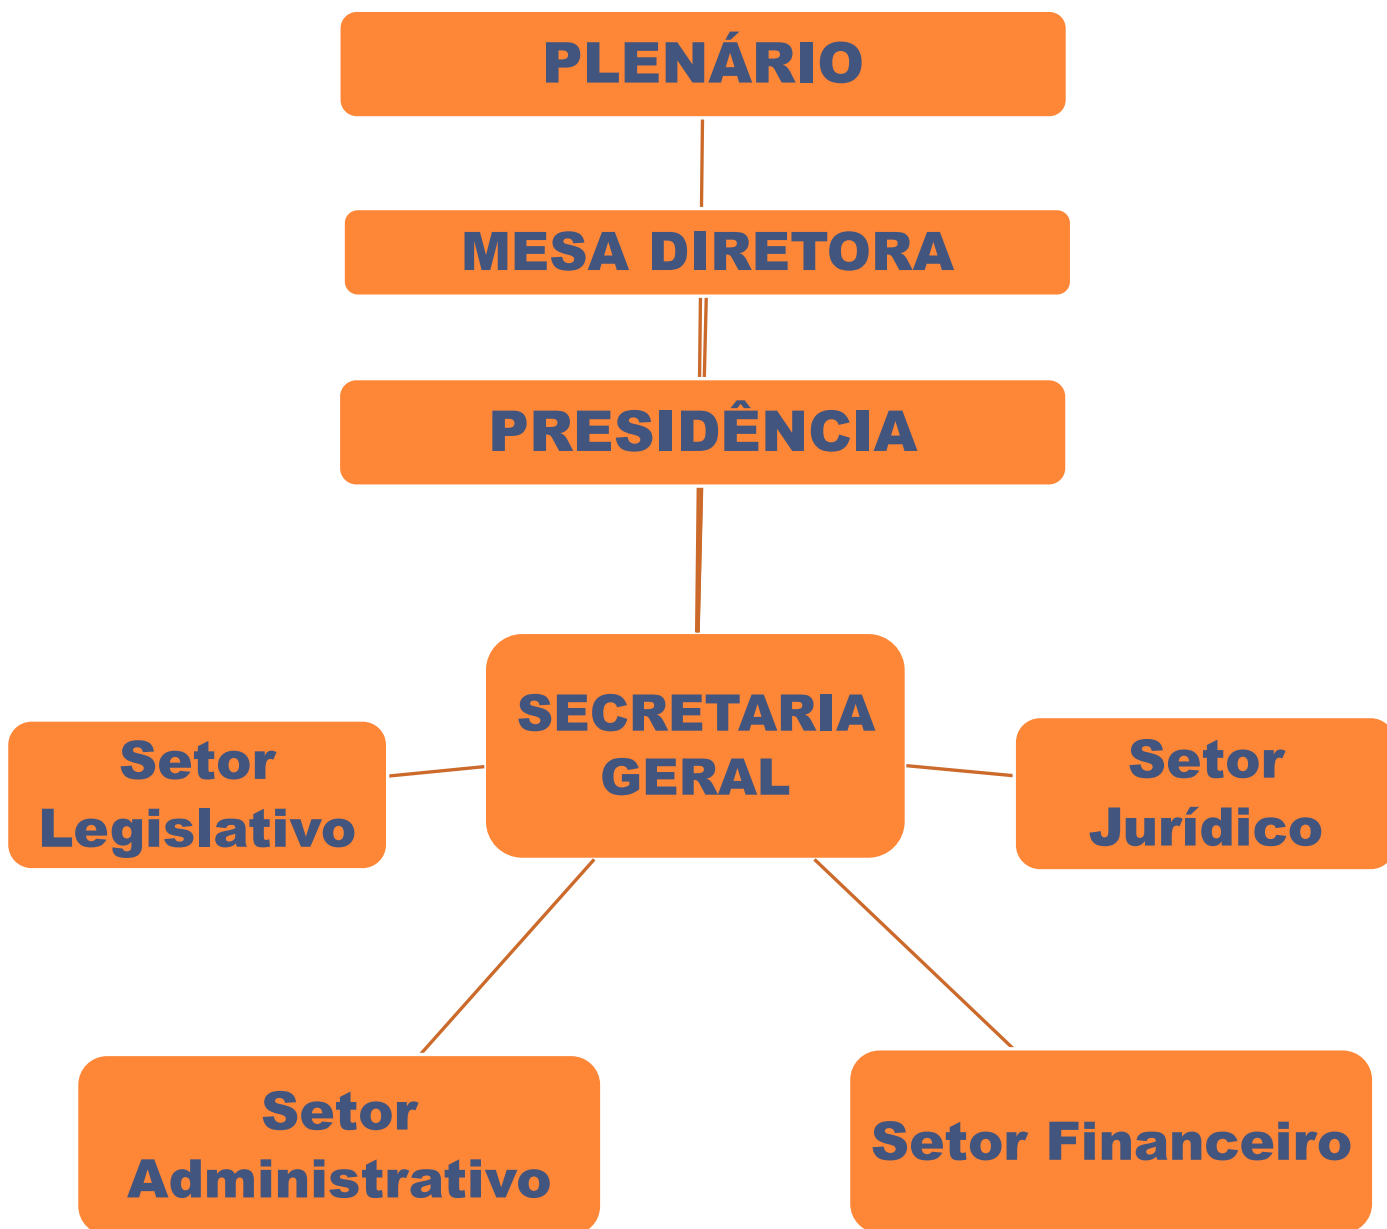 PLENÁRIO
MESA DIRETORA
PRESIDÊNCIA
SECRETARIA
GERAL
Setor
Legislativo
Setor
Jurídico
Setor
Administrativo
Setor Financeiro